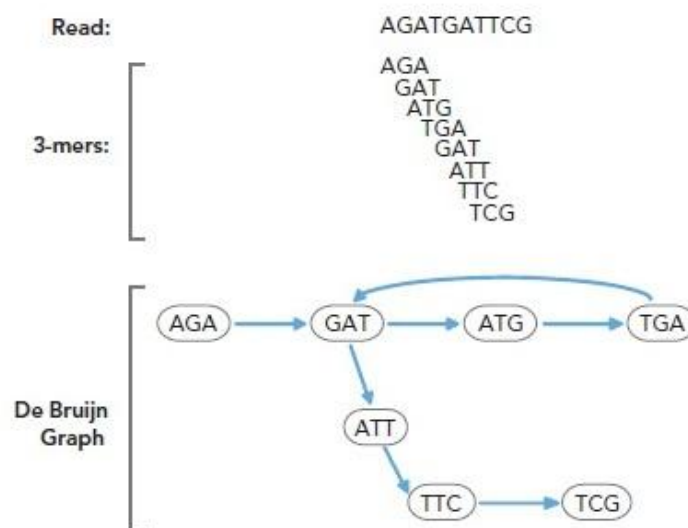 Read:
AGATGATTCG
3-mers:
AGA
GAT
ATG
TGA
GAT
ATT
TTC
TCG
De Bruijn
Graph
AGA
GAT
ATG
TGA
ATT
TTC
TCG